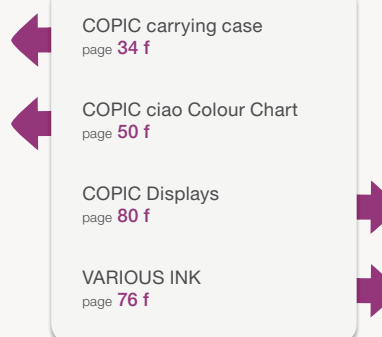 COPIC carrying case
page 34 f
COPIC ciao Colour Chart
page 50 f
COPIC Displays
page 80 f
VARIOUS INK
page 76 f